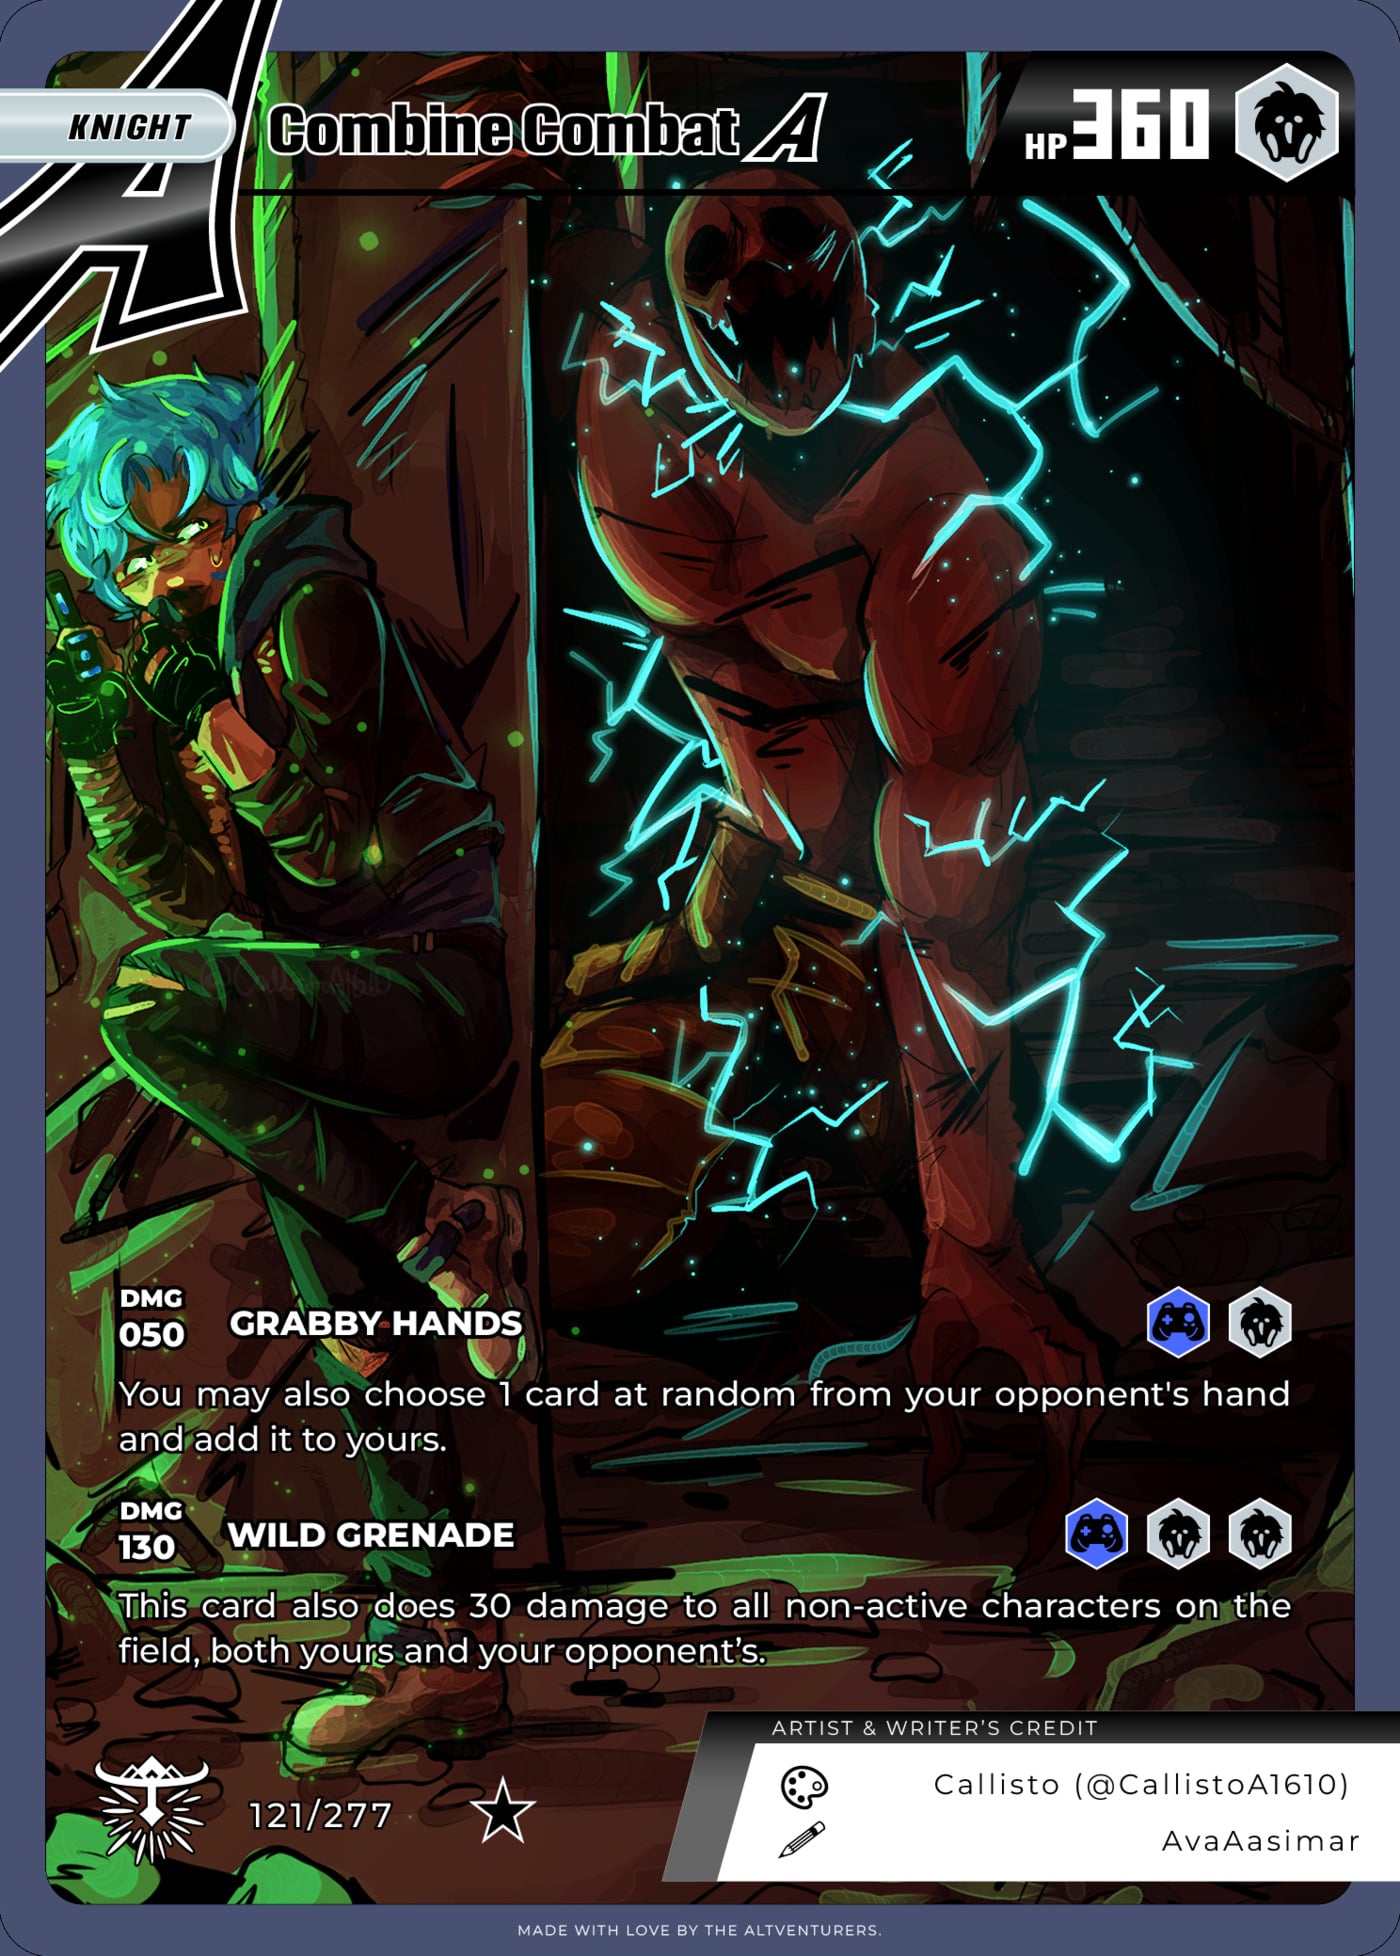 KNIGHT
Combine Combat A
HP 360
DMG
050
GRABBY HANDS
You may also choose 1 card at random from your opponent's hand
and add it to yours.
DMG
130
WILD GRENADE
This card also does 30 damage to all non-active characters on the
field, both yours and your opponent’s.
ARTIST & WRITER’S CREDIT
Callisto (@CallistoA1610)
AvaAasimar
121/277
MADE WITH LOVE BY THE ALTVENTURERS.